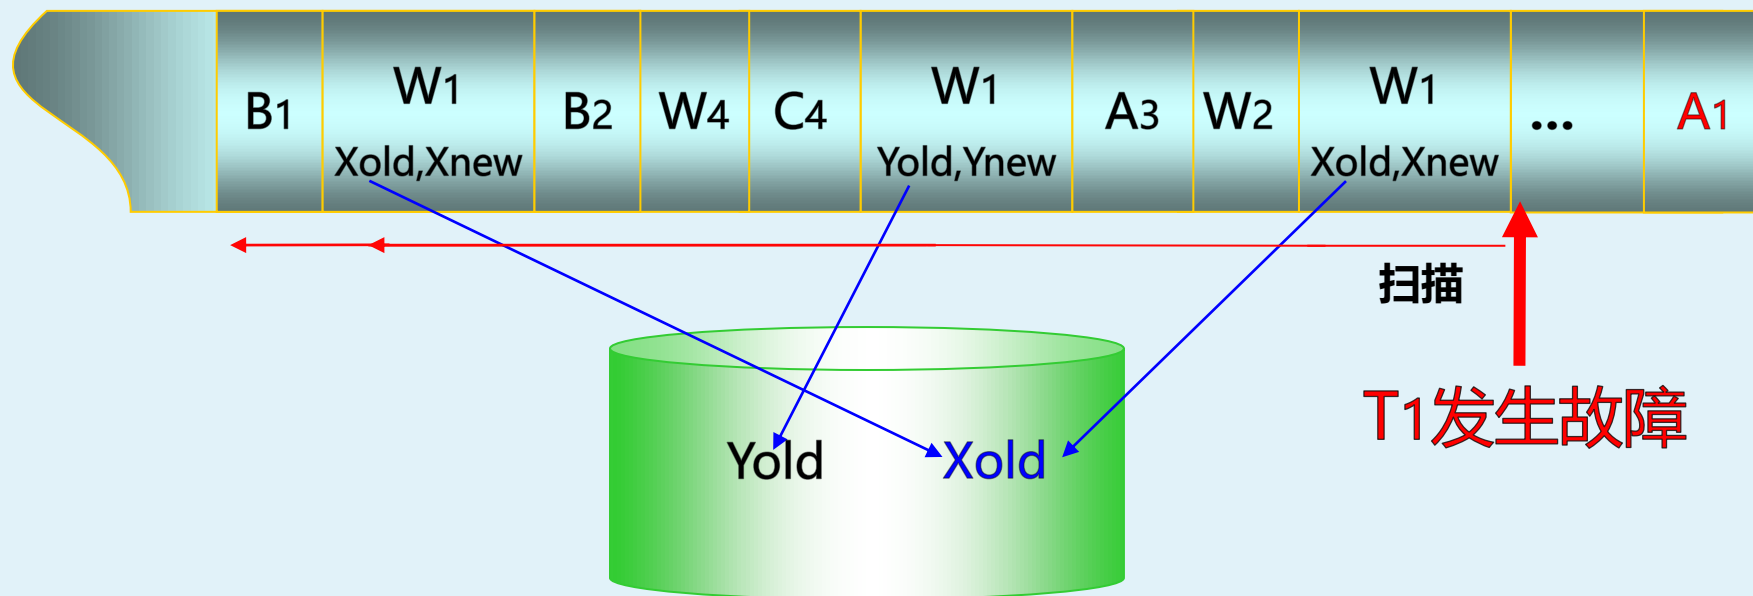 B1
W1
Xold,Xnew
B2
W4
C4
W1
Yold,Ynew
A3
W2
W1
Xold,Xnew
...
A1
扫描
T1发生故障
Yold
Xold